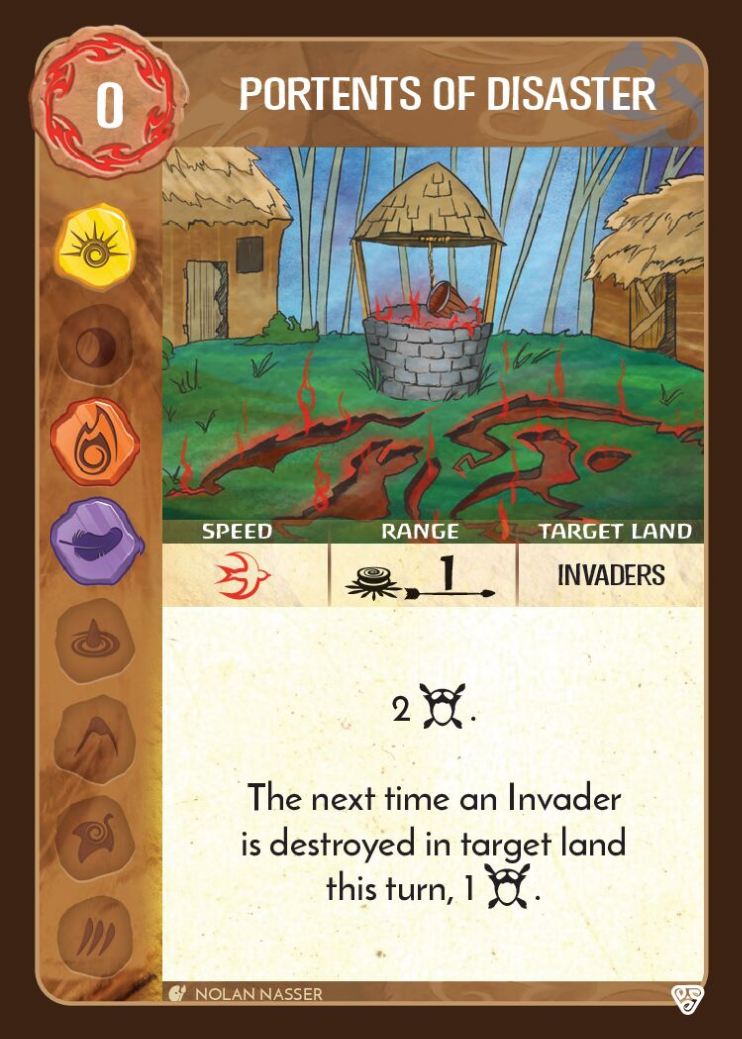 0
PORTENTS OF DISASTER
SPEED RANGE TARGET LAND
1 INVADERS
2 .
The next time an Invader
is destroyed in target land
this turn, 1 .
NOLAN NASSER